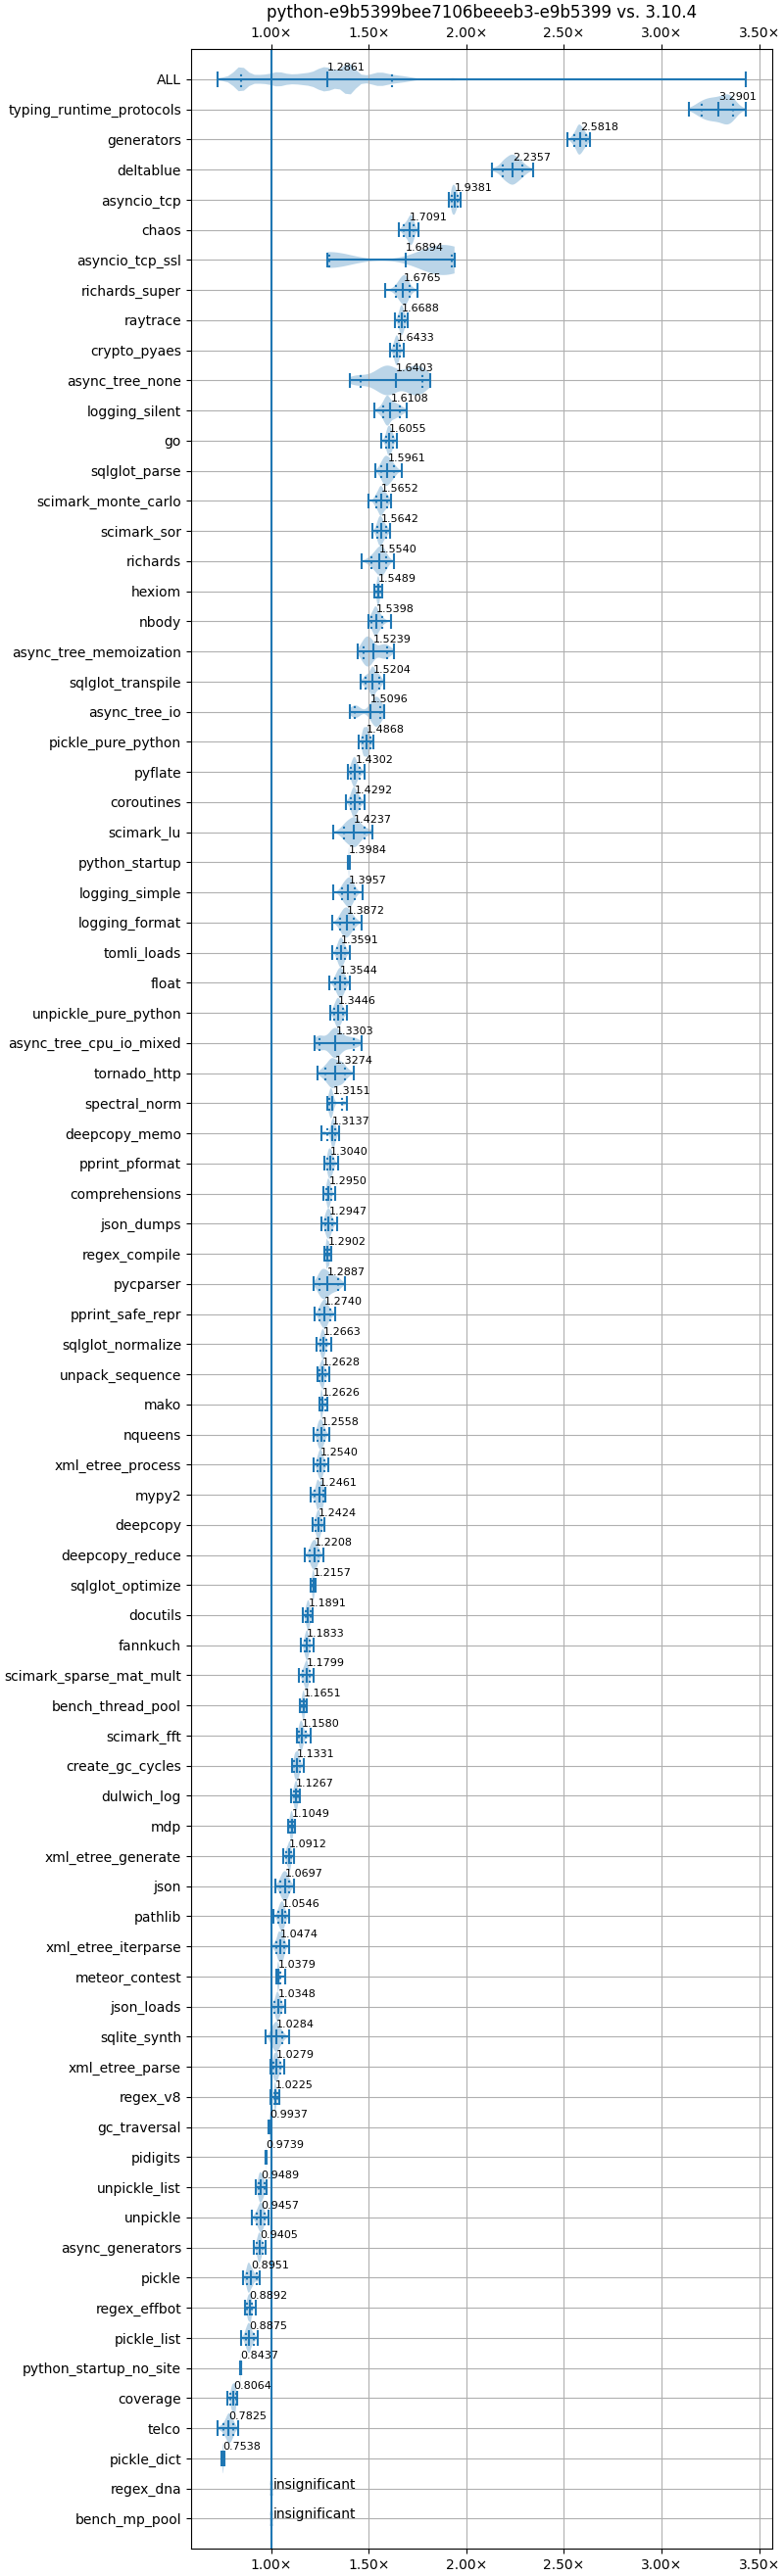 python-e9b5399bee7106beeeb3-e9b5399 vs. 3.10.4
1.00× 1.50× 2.00× 2.50× 3.00× 3.50×
ALL 1.2861
typing_runtime_protocols 3.2901
generators 2.5818
deltablue 2.2357
asyncio_tcp 1.9381
chaos 1.7091
asyncio_tcp_ssl 1.6894
richards_super 1.6765
raytrace 1.6688
crypto_pyaes 1.6433
async_tree_none 1.6403
logging_silent 1.6108
go 1.6055
sqlglot_parse 1.5961
scimark_monte_carlo 1.5652
scimark_sor 1.5642
richards 1.5540
hexiom 1.5489
nbody 1.5398
async_tree_memoization 1.5239
sqlglot_transpile 1.5204
async_tree_io 1.5096
pickle_pure_python 1.4868
pyflate 1.4302
coroutines 1.4292
scimark_lu 1.4237
python_startup 1.3984
logging_simple 1.3957
logging_format 1.3872
tomli_loads 1.3591
float 1.3544
unpickle_pure_python 1.3446
async_tree_cpu_io_mixed 1.3303
tornado_http 1.3274
spectral_norm 1.3151
deepcopy_memo 1.3137
pprint_pformat 1.3040
comprehensions 1.2950
json_dumps 1.2947
regex_compile 1.2902
pycparser 1.2887
pprint_safe_repr 1.2740
sqlglot_normalize 1.2663
unpack_sequence 1.2628
mako 1.2626
nqueens 1.2558
xml_etree_process 1.2540
mypy2 1.2461
deepcopy 1.2424
deepcopy_reduce 1.2208
sqlglot_optimize 1.2157
docutils 1.1891
fannkuch 1.1833
scimark_sparse_mat_mult 1.1799
bench_thread_pool 1.1651
scimark_fft 1.1580
create_gc_cycles 1.1331
dulwich_log 1.1267
mdp 1.1049
xml_etree_generate 1.0912
json 1.0697
pathlib 1.0546
xml_etree_iterparse 1.0474
meteor_contest 1.0379
json_loads 1.0348
sqlite_synth 1.0284
xml_etree_parse 1.0279
regex_v8 1.0225
gc_traversal 0.9937
pidigits 0.9739
unpickle_list 0.9489
unpickle 0.9457
async_generators 0.9405
pickle 0.8951
regex_effbot 0.8892
pickle_list 0.8875
python_startup_no_site 0.8437
coverage 0.8064
telco 0.7825
pickle_dict 0.7538
regex_dna insignificant
bench_mp_pool insignificant
1.00× 1.50× 2.00× 2.50× 3.00× 3.50×